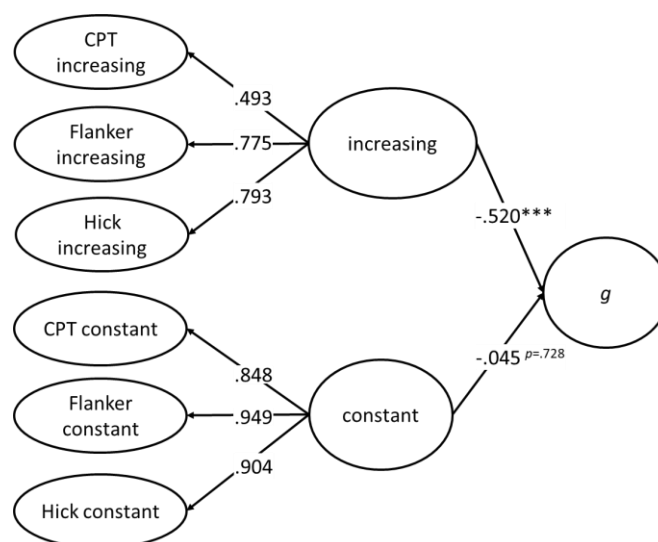 CPT
increasing
.493
Flanker
increasing
.775
increasing
Hick
increasing
.793
-.520***
g
CPT constant
.848
-.045 p=.728
Flanker
constant
.949
constant
.904
Hick constant